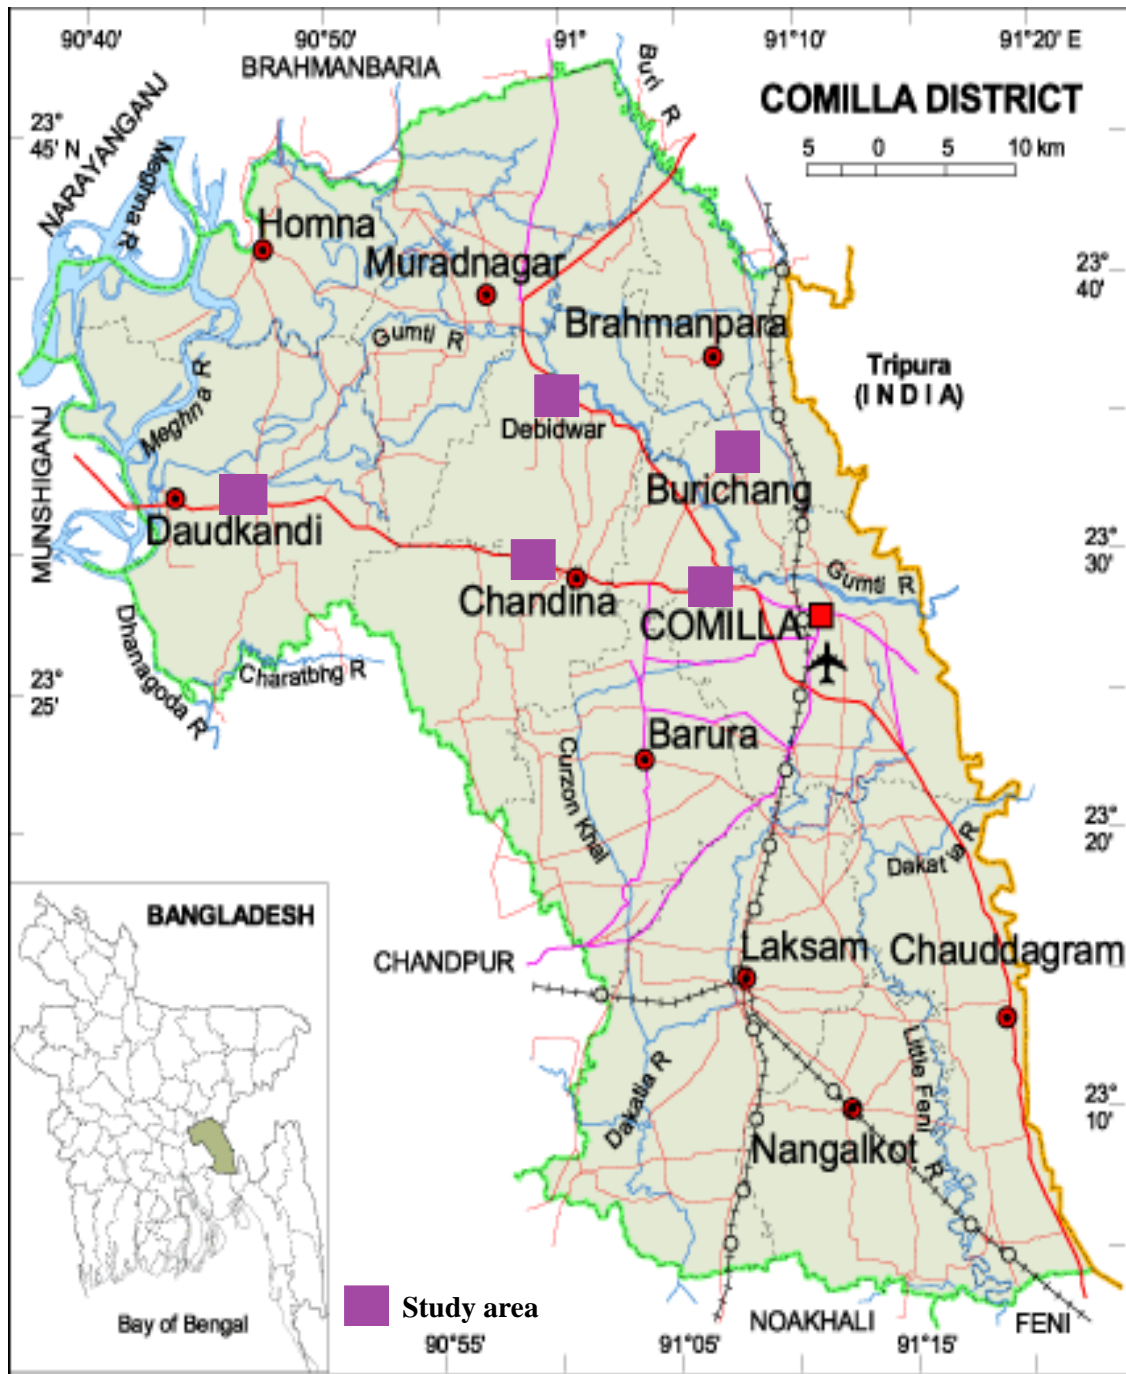 90°40'
90°50'
91°
91°10'
91°20' E
BRAHMANBARIA
Buri R
COMILLA DISTRICT
23°
45' N
NARAYANGANJ
Meghna R
5 0 5 10 km
Homna
Muradnagar
23°
40'
Gumti R
Brahmanpara
Tripura
(INDIA)
Meghna R
Debidwar
MUNSHIGANJ
Burichang
Daudkandi
23°
30'
Gumti R
Chandina
COMILLA
Dhanagoda R
Charatbhg R
23°
25'
Barura
Curzon Khal
23°
20'
Dakatia R
BANGLADESH
CHANDPUR
Laksam
Chauddagram
Little Feni R
Dakatia R
23°
10'
Nangalkot
Study area
Bay of Bengal
NOAKHALI
FENI
90°55'
91°05'
91°15'